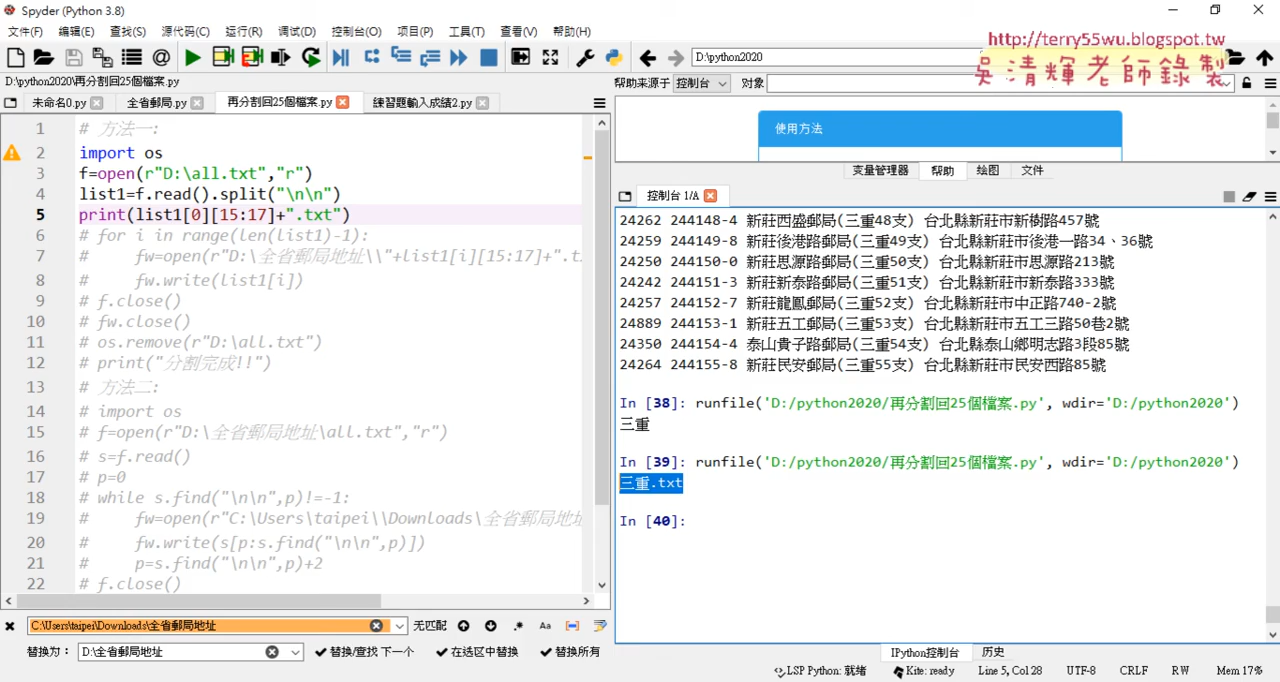 Spyder (Python 3.8)
文件(F) 编辑(E) 查找(S) 源代码(C) 运行(R) 调试(D) 控制台(O) 项目(P) 工具(T) 查看(V) 帮助(H)
http://terry55wu.blogspot.tw
吳清輝老師錄製
D:\python2020
D:\python2020\再分割回25個檔案.py
帮助来源于 控制台 对象
未命名0.py 全省郵局.py 再分割回25個檔案.py 練習題輸入成績2.py
使用方法
变量管理器 帮助 绘图 文件
1 # 方法一:
2 import os
3 f=open(r"D:\all.txt","r")
4 list1=f.read().split("\n\n")
5 print(list1[0][15:17]+".txt")
6 # for i in range(len(list1)-1):
7 #     fw=open(r"D:\全省郵局地址\\"+list1[i][15:17]+".t
8 #     fw.write(list1[i])
9 # f.close()
10 # fw.close()
11 # os.remove(r"D:\all.txt")
12 # print("分割完成!!")
13 # 方法二:
14 # import os
15 # f=open(r"D:\全省郵局地址\all.txt","r")
16 # s=f.read()
17 # p=0
18 # while s.find("\n\n",p)!=-1:
19 #     fw=open(r"C:\Users\taipei\\Downloads\全省郵局地址
20 #     fw.write(s[p:s.find("\n\n",p)])
21 #     p=s.find("\n\n",p)+2
22 # f.close()
控制台 1/A
24262 244148-4 新莊西盛郵局(三重48支) 台北縣新莊市新樹路457號
24259 244149-8 新莊後港路郵局(三重49支) 台北縣新莊市後港一路34、36號
24250 244150-0 新莊思源路郵局(三重50支) 台北縣新莊市思源路213號
24242 244151-3 新莊新泰路郵局(三重51支) 台北縣新莊市新泰路333號
24257 244152-7 新莊龍鳳郵局(三重52支) 台北縣新莊市中正路740-2號
24889 244153-1 新莊五工郵局(三重53支) 台北縣新莊市五工三路50巷2號
24350 244154-4 泰山貴子路郵局(三重54支) 台北縣泰山鄉明志路3段85號
24264 244155-8 新莊民安郵局(三重55支) 台北縣新莊市民安西路85號
In [38]: runfile('D:/python2020/再分割回25個檔案.py', wdir='D:/python2020')
三重
In [39]: runfile('D:/python2020/再分割回25個檔案.py', wdir='D:/python2020')
三重.txt
In [40]:
C:\Users\taipei\Downloads\全省郵局地址 无匹配 Aa
替换为： D:\全省郵局地址 替换/查找 下一个 在选区中替换 替换所有
IPython控制台 历史
LSP Python: 就绪 Kite: ready Line 5, Col 28 UTF-8 CRLF RW Mem 17%